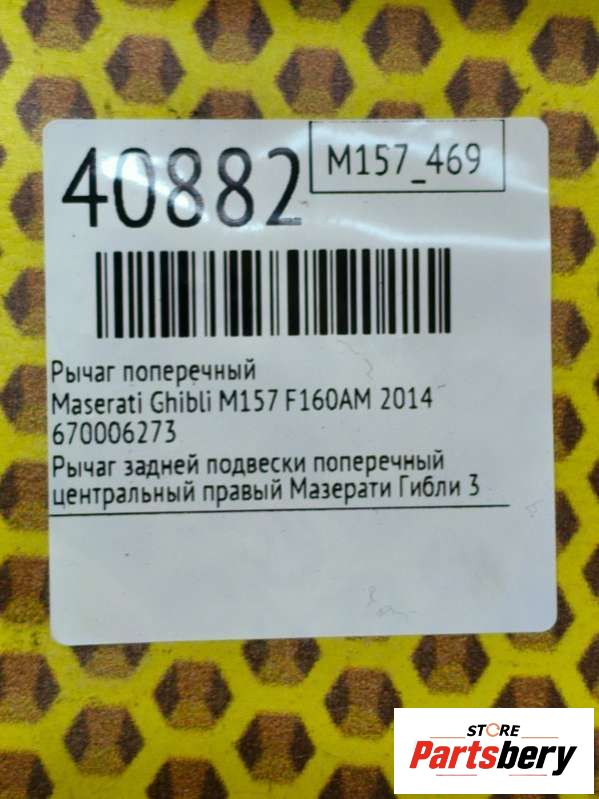 40882
M157_469
Рычаг поперечный
Maserati Ghibli M157 F160AM 2014
670006273
Рычаг задней подвески поперечный
центральный правый Мазерати Гибли 3
STORE
Partsbery